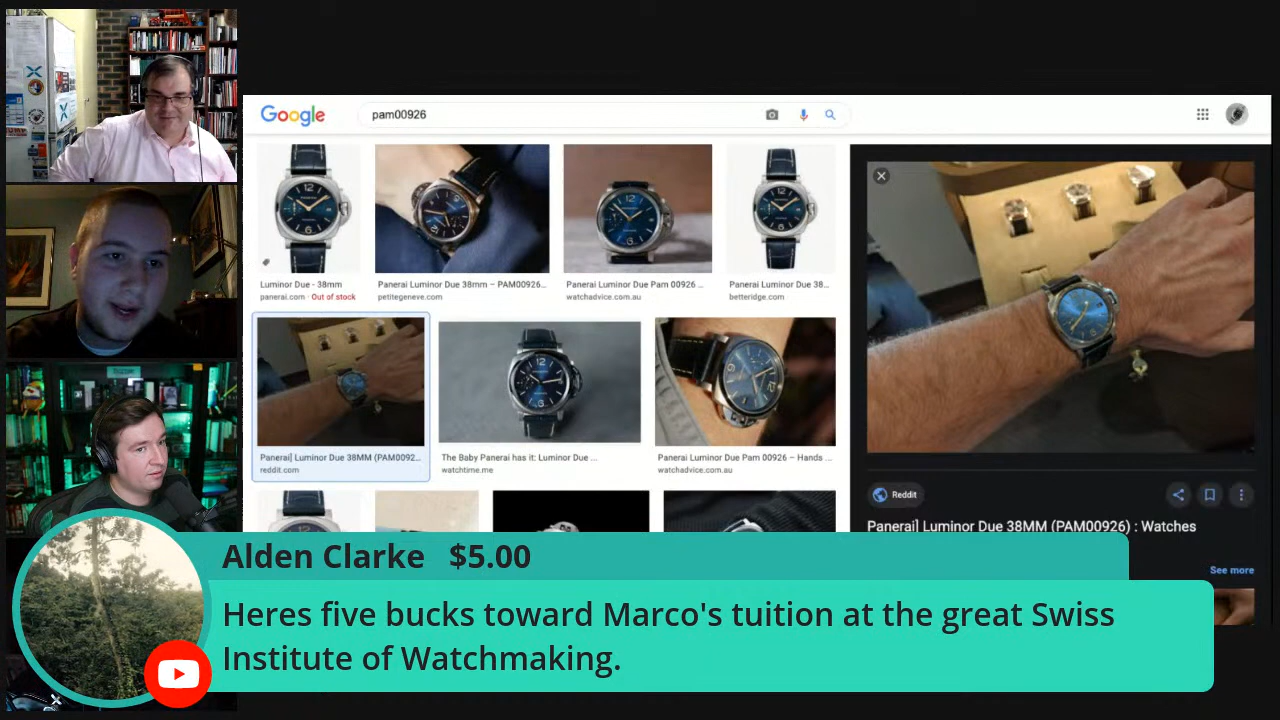 Google
pam00926
Luminor Due - 38mm
panerai.com · Out of stock
Panerai Luminor Due 38mm – PAM00926...
petitegeneve.com
Panerai Luminor Due Pam 00926 ...
watchadvice.com.au
Panerai Luminor Due 38...
betteridge.com
Panerai] Luminor Due 38MM (PAM0092...
reddit.com
The Baby Panerai has it: Luminor Due ...
watchtime.me
Panerai Luminor Due Pam 00926 – Hands ...
watchadvice.com.au
Reddit
Panerai] Luminor Due 38MM (PAM00926) : Watches
See more
Alden Clarke $5.00
Heres five bucks toward Marco's tuition at the great Swiss
Institute of Watchmaking.